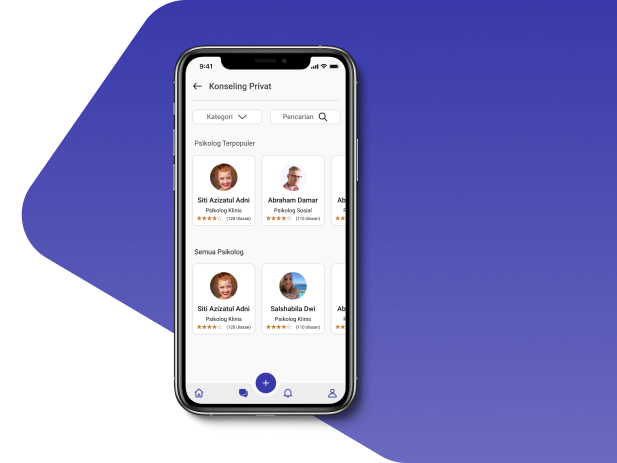 9:41
Konseling Privat
Kategori
Pencarian
Psikolog Terpopuler
Siti Azizatul Adni
Psikolog Klinis
(128 Ulasan)
Abraham Damar
Psikolog Sosial
(110 Ulasan)
Ab
P
Semua Psikolog
Siti Azizatul Adni
Psikolog Klinis
(128 Ulasan)
Salshabila Dwi
Psikolog Klinis
(110 Ulasan)
Ab
P